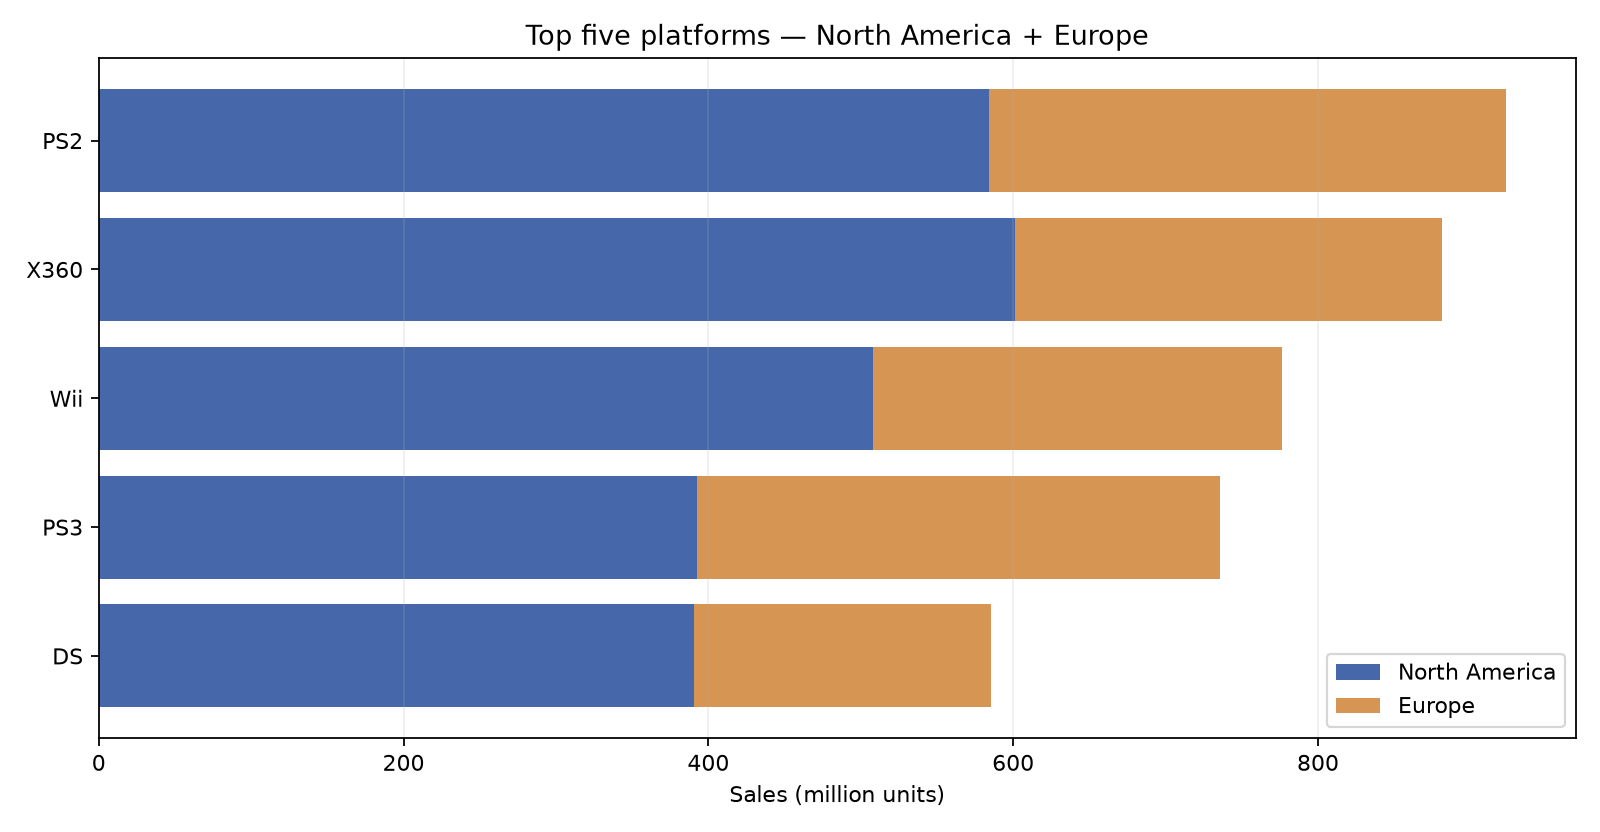 Top five platforms — North America + Europe
PS2
X360
Wii
PS3
DS
North America
Europe
0 200 400 600 800
Sales (million units)